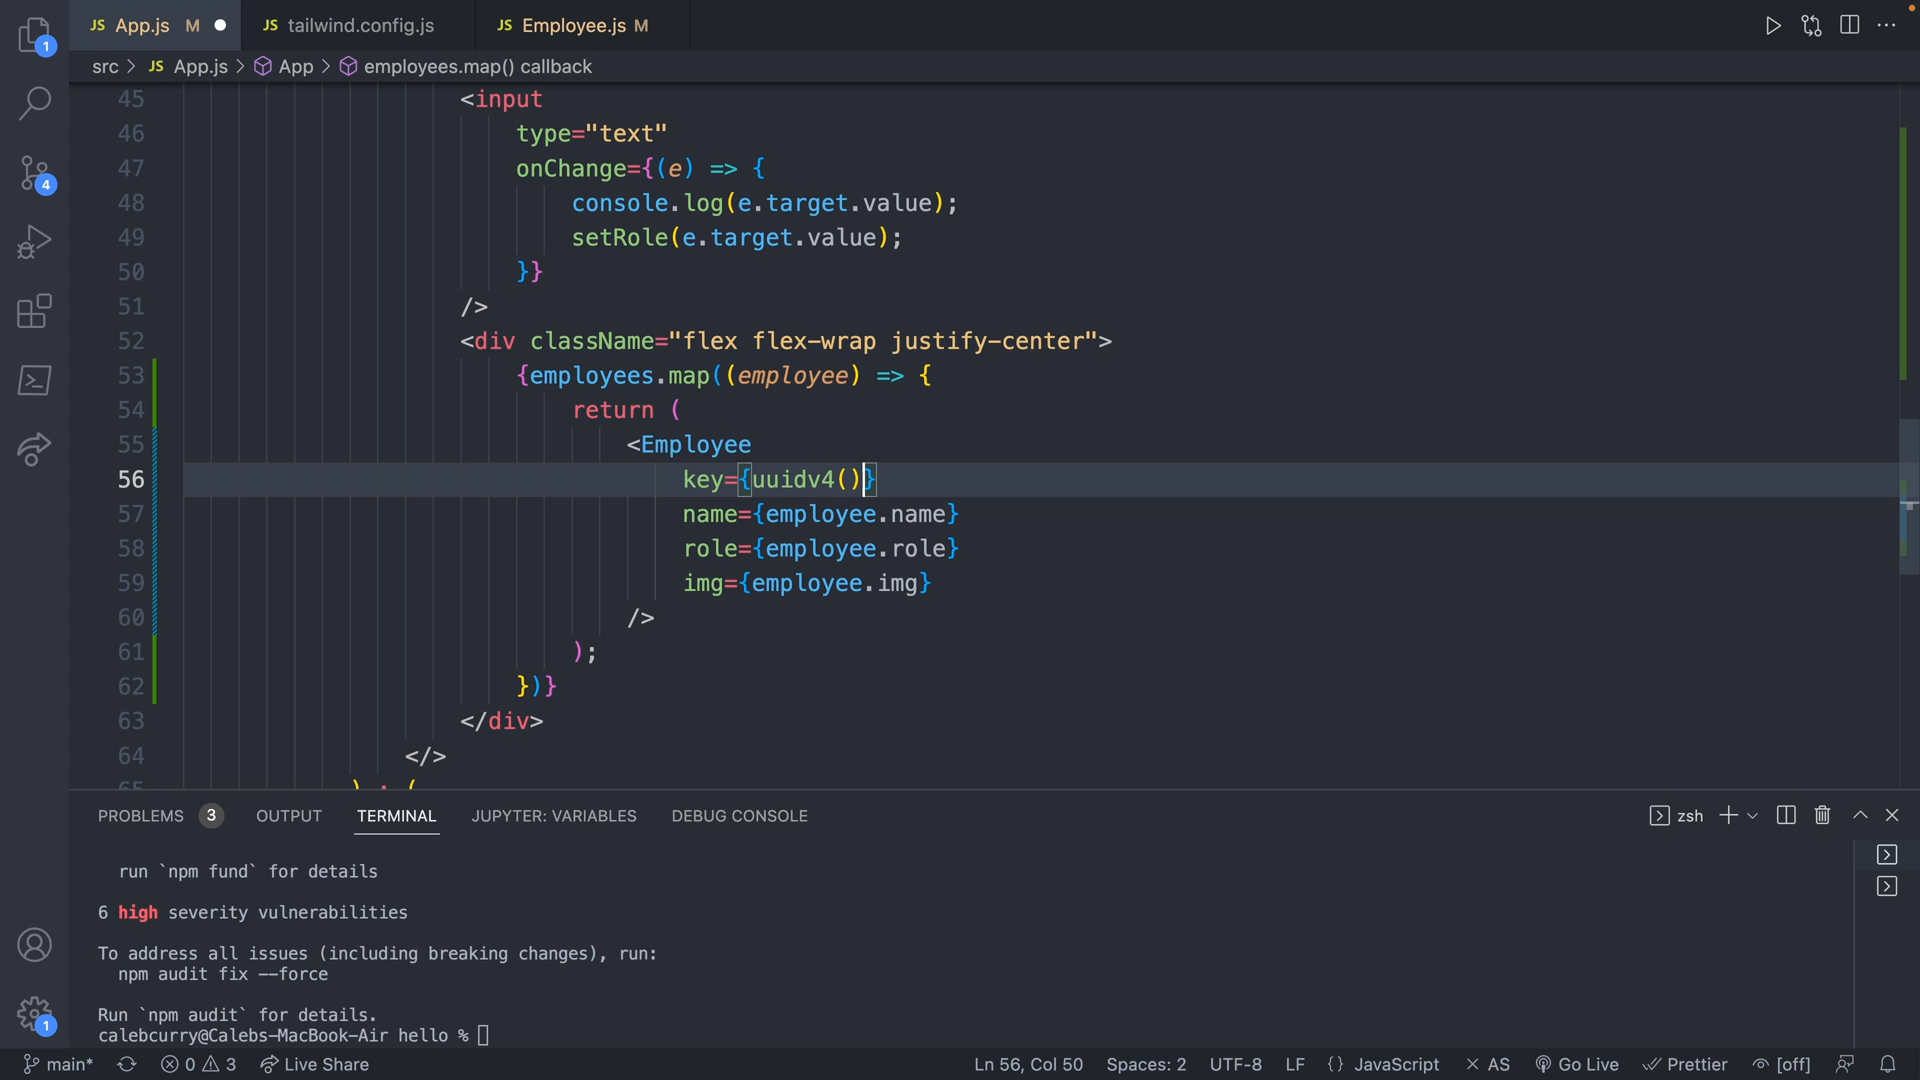 JS App.js M
JS tailwind.config.js
JS Employee.js M
src > JS App.js > App > employees.map() callback
45 <input
46 type="text"
47 onChange={(e) => {
48 console.log(e.target.value);
49 setRole(e.target.value);
50 }}
51 />
52 <div className="flex flex-wrap justify-center">
53 {employees.map((employee) => {
54 return (
55 <Employee
56 key={uuidv4()}
57 name={employee.name}
58 role={employee.role}
59 img={employee.img}
60 />
61 );
62 })}
63 </div>
64 </>
65 ) : (
1
4
1
PROBLEMS 3 OUTPUT TERMINAL JUPYTER: VARIABLES DEBUG CONSOLE
zsh
run `npm fund` for details
6 high severity vulnerabilities
To address all issues (including breaking changes), run:
npm audit fix --force
Run `npm audit` for details.
calebcurry@Calebs-MacBook-Air hello %
main* 0 3 Live Share
Ln 56, Col 50 Spaces: 2 UTF-8 LF {} JavaScript × AS Go Live Prettier [off]